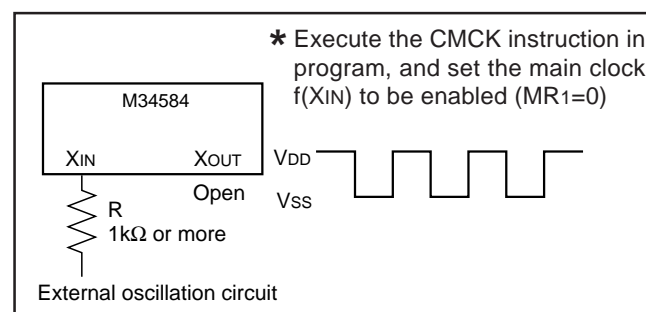 * Execute the CMCK instruction in
program, and set the main clock
f(XIN) to be enabled (MR1=0)
M34584
XIN
XOUT
VDD
Open
VSS
R
1kΩ or more
External oscillation circuit